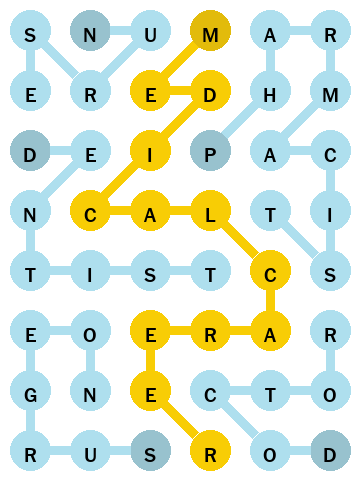 S N U M A R
E R E D H M
D E I P A C
N C A L T I
T I S T C S
E O E R A R
G N E C T O
R U S R O D